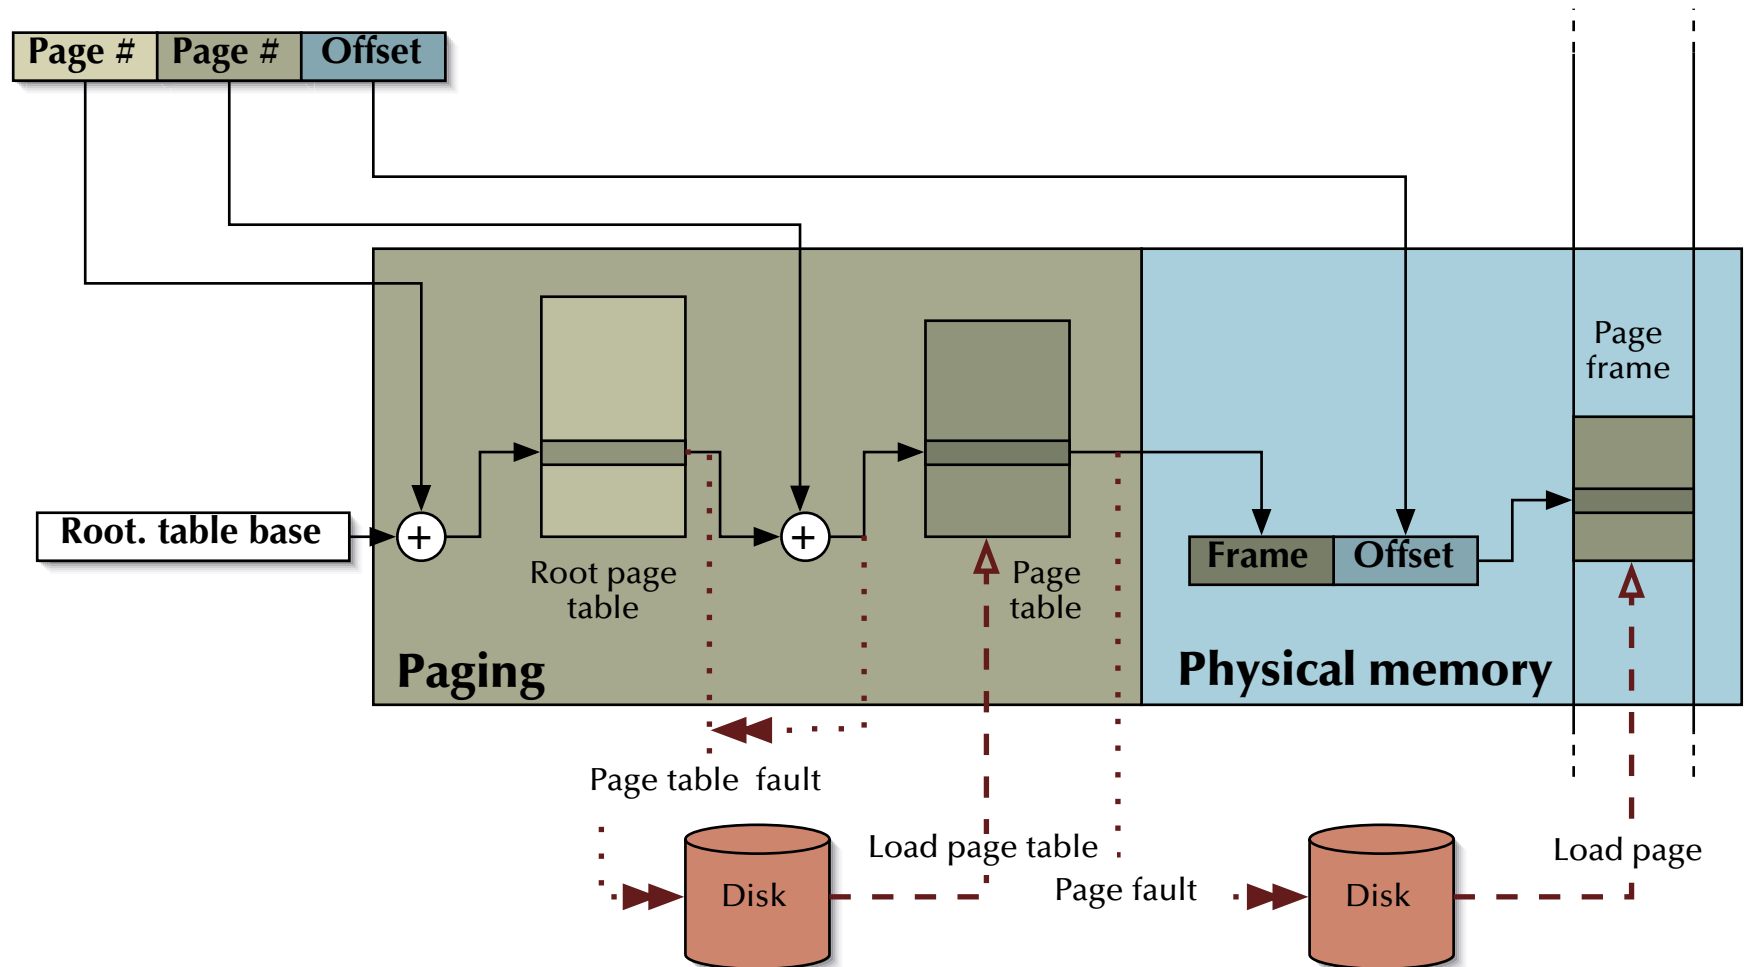 Page # Page # Offset
Page
frame
Root. table base
+ +
Root page
table
Page
table
Frame Offset
Paging
Physical memory
Page table fault
Load page table
Load page
Page fault
Disk
Disk